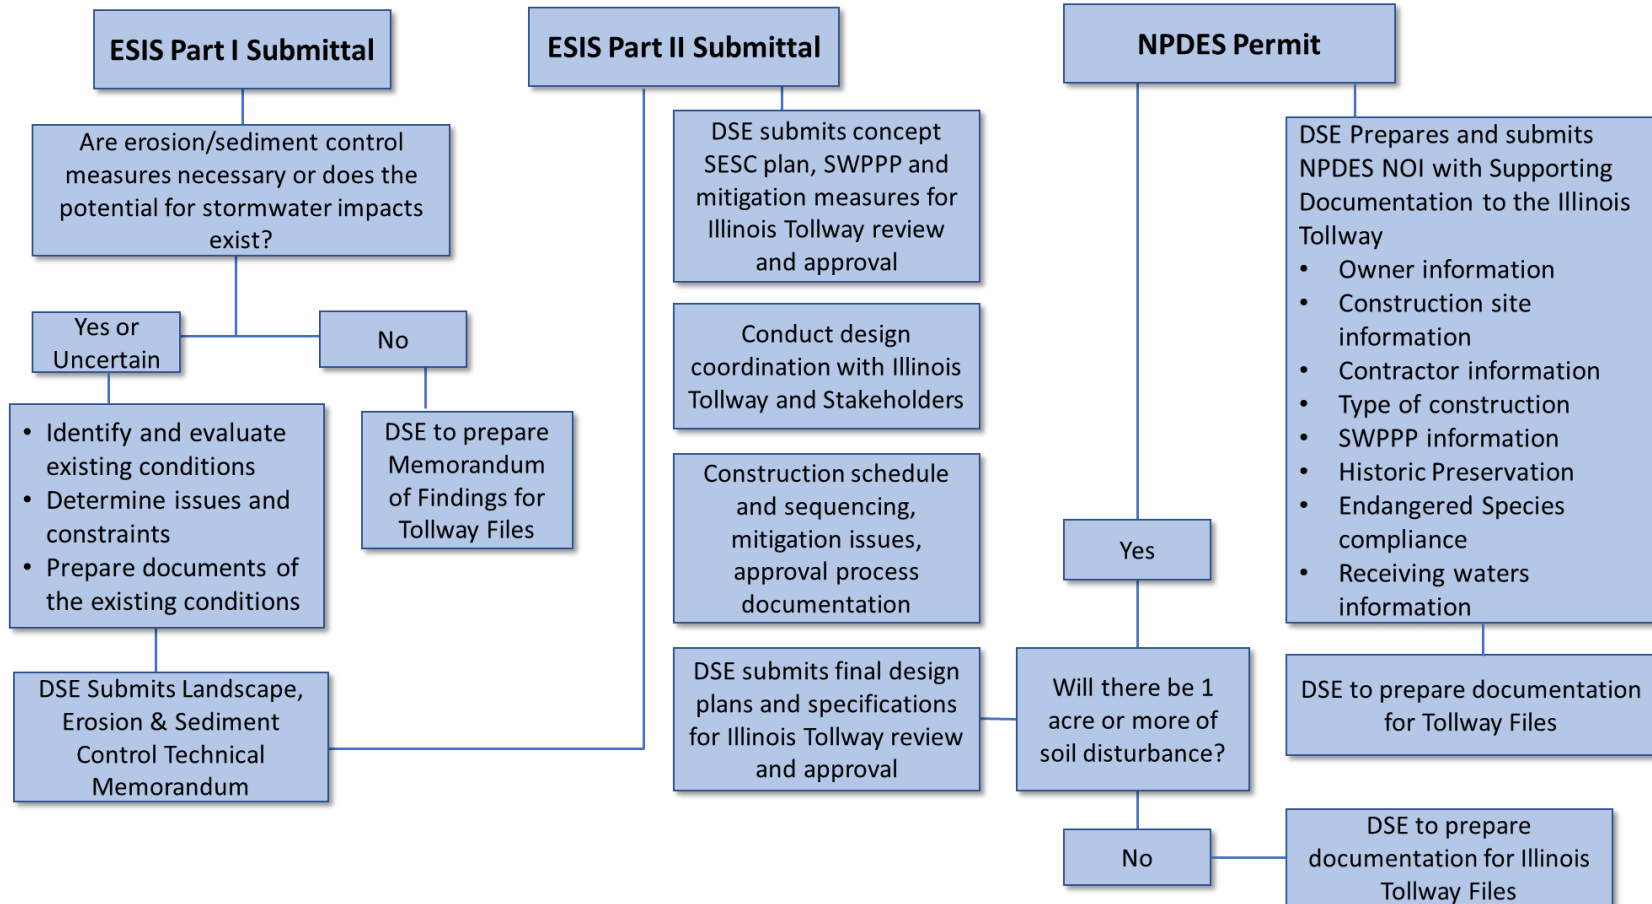 ESIS Part I Submittal
Are erosion/sediment control
measures necessary or does the
potential for stormwater impacts
exist?
Yes or
Uncertain
No
• Identify and evaluate
existing conditions
• Determine issues and
constraints
• Prepare documents of
the existing conditions
DSE to prepare
Memorandum
of Findings for
Tollway Files
DSE Submits Landscape,
Erosion & Sediment
Control Technical
Memorandum
ESIS Part II Submittal
DSE submits concept
SESC plan, SWPPP and
mitigation measures for
Illinois Tollway review
and approval
Conduct design
coordination with Illinois
Tollway and Stakeholders
Construction schedule
and sequencing,
mitigation issues,
approval process
documentation
DSE submits final design
plans and specifications
for Illinois Tollway review
and approval
NPDES Permit
Yes
Will there be 1
acre or more of
soil disturbance?
No
DSE Prepares and submits
NPDES NOI with Supporting
Documentation to the Illinois
Tollway
• Owner information
• Construction site
information
• Contractor information
• Type of construction
• SWPPP information
• Historic Preservation
• Endangered Species
compliance
• Receiving waters
information
DSE to prepare documentation
for Tollway Files
DSE to prepare
documentation for Illinois
Tollway Files